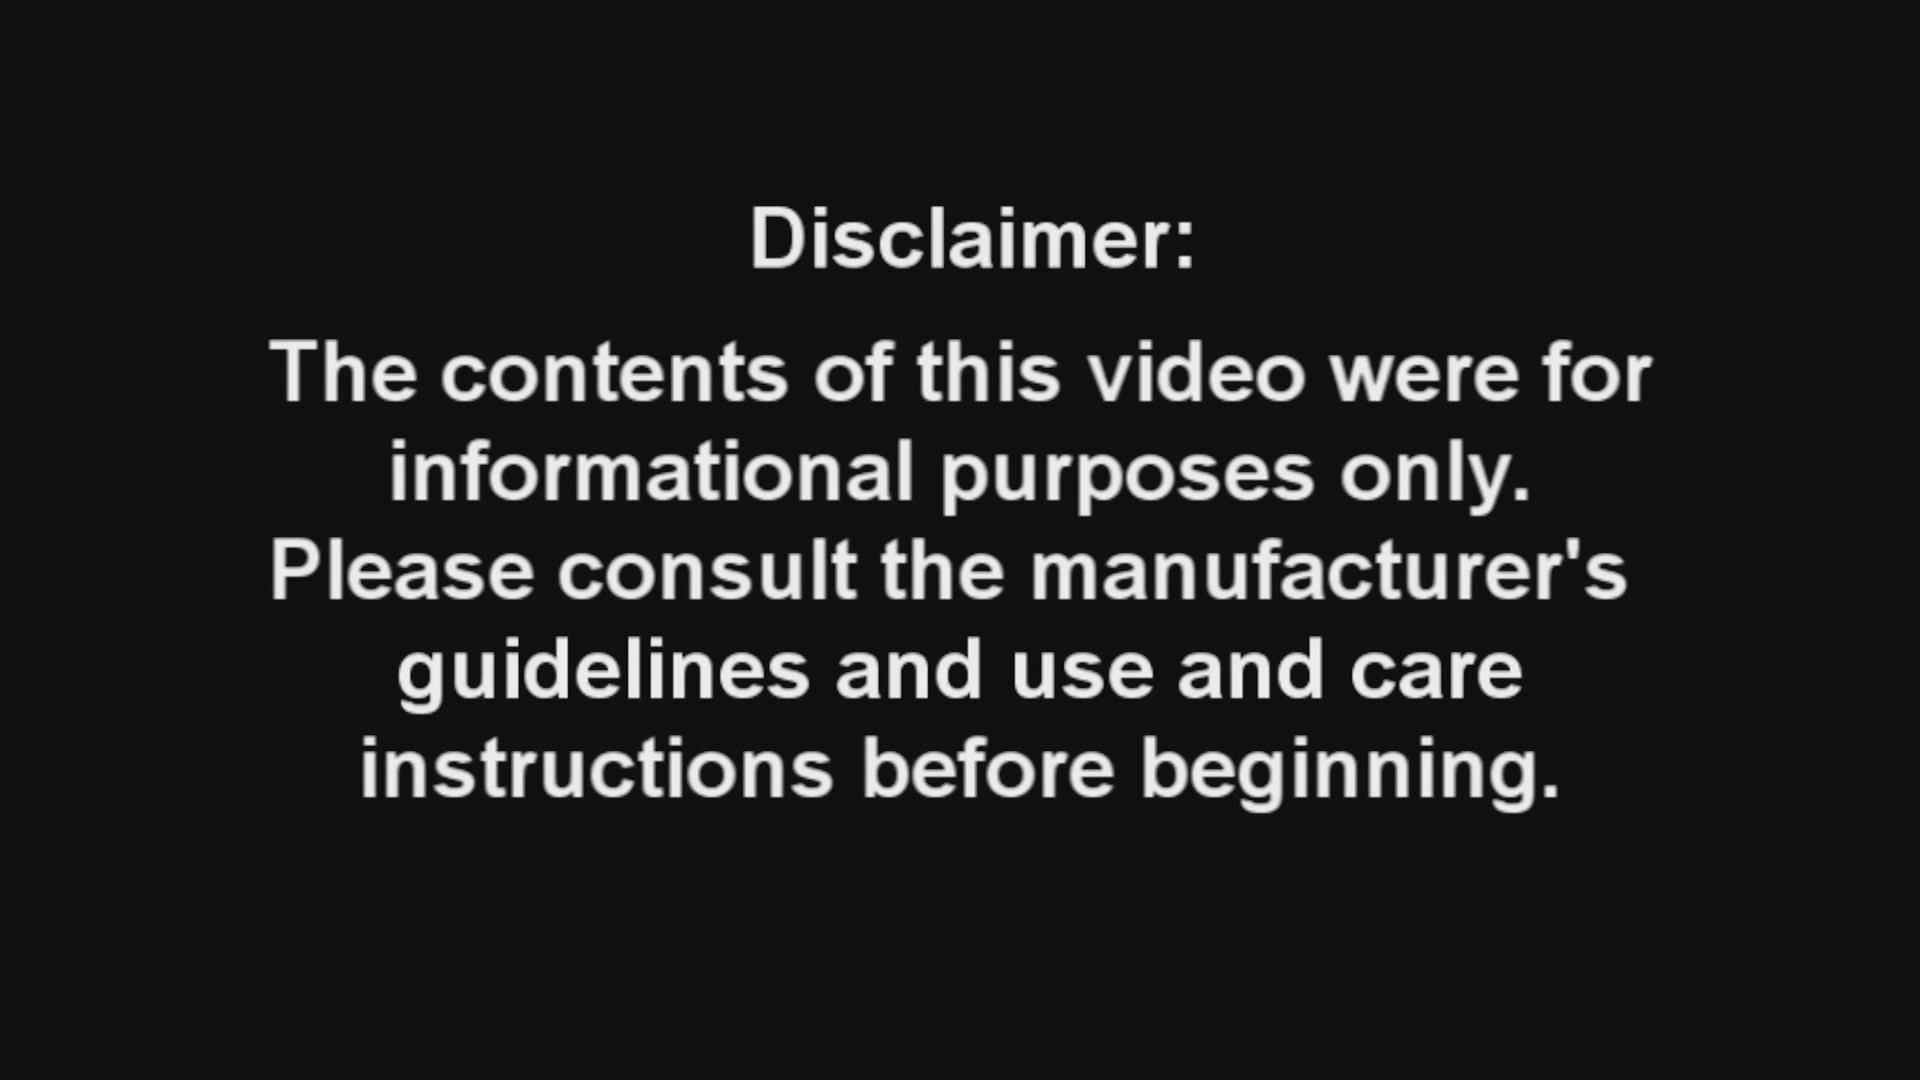 Disclaimer:
The contents of this video were for
informational purposes only.
Please consult the manufacturer's
guidelines and use and care
instructions before beginning.